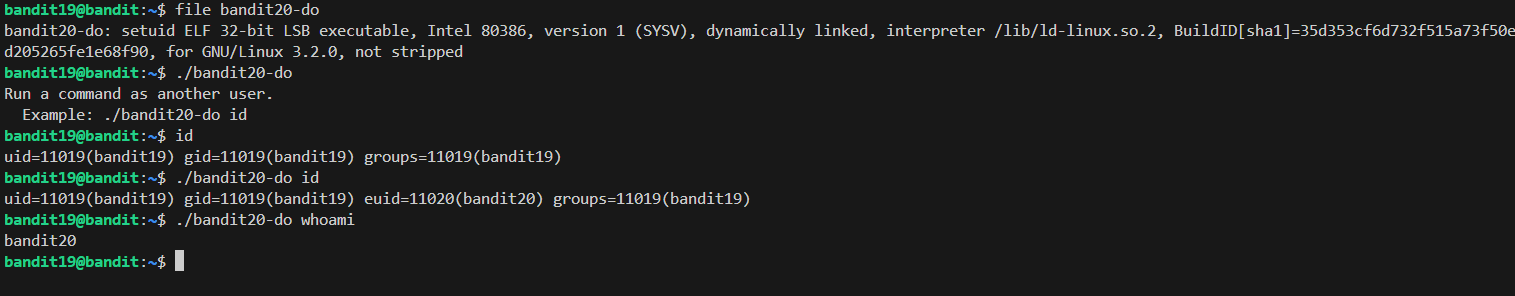 bandit19@bandit:~$ file bandit20-do
bandit20-do: setuid ELF 32-bit LSB executable, Intel 80386, version 1 (SYSV), dynamically linked, interpreter /lib/ld-linux.so.2, BuildID[sha1]=35d353cf6d732f515a73f50e
d205265fe1e68f90, for GNU/Linux 3.2.0, not stripped
bandit19@bandit:~$ ./bandit20-do
Run a command as another user.
  Example: ./bandit20-do id
bandit19@bandit:~$ id
uid=11019(bandit19) gid=11019(bandit19) groups=11019(bandit19)
bandit19@bandit:~$ ./bandit20-do id
uid=11019(bandit19) gid=11019(bandit19) euid=11020(bandit20) groups=11019(bandit19)
bandit19@bandit:~$ ./bandit20-do whoami
bandit20
bandit19@bandit:~$